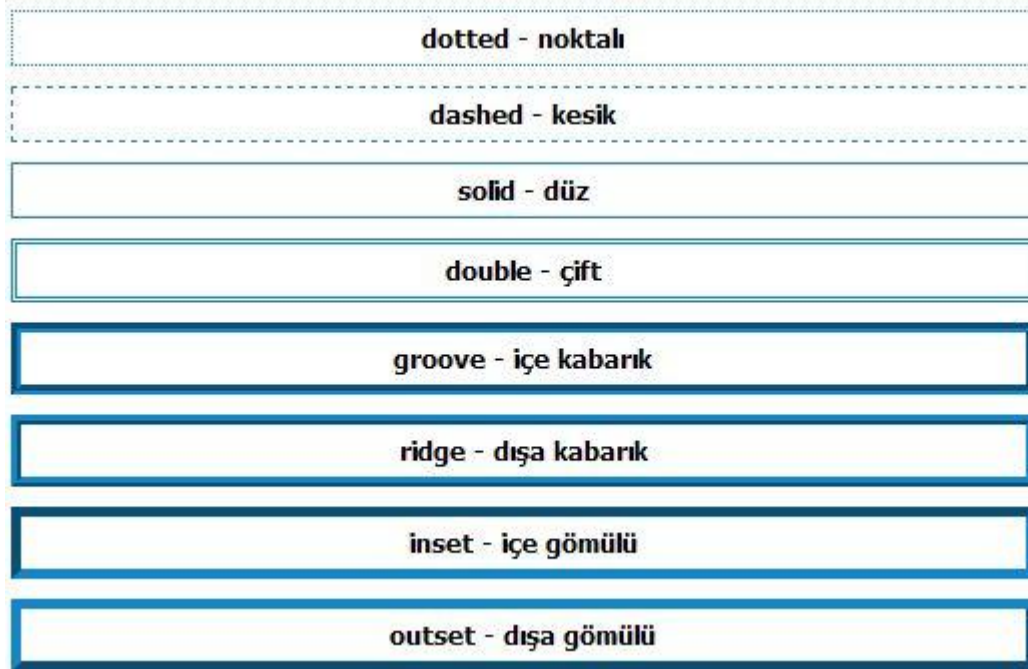 dotted - noktalı
dashed - kesik
solid - düz
double - çift
groove - içe kabarık
ridge - dışa kabarık
inset - içe gömülü
outset - dışa gömülü